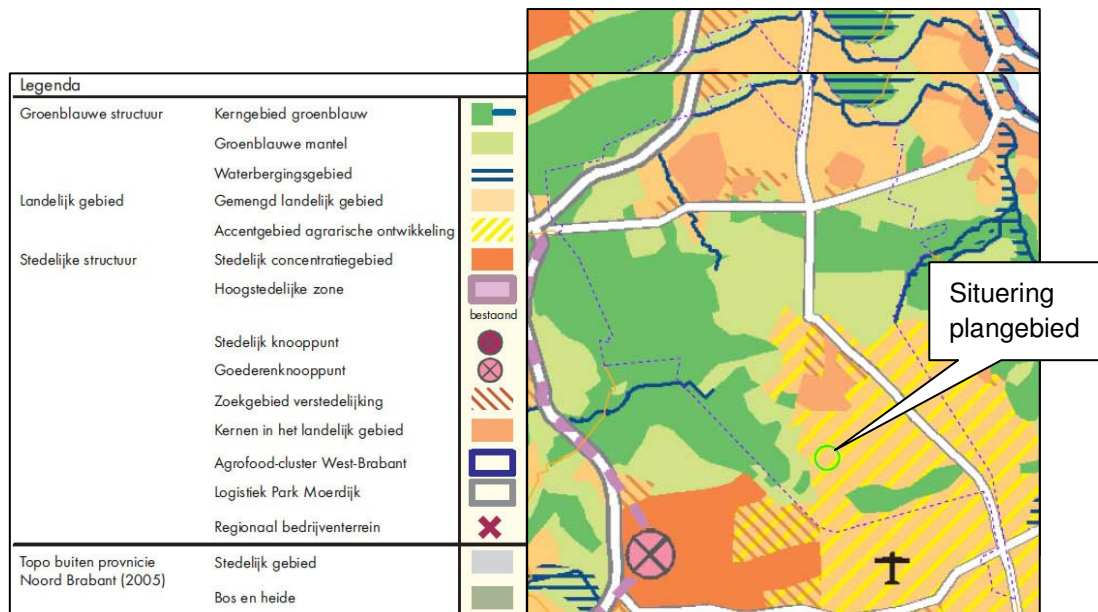 Legenda
Groenblauwe structuur Kerngebied groenblauw
Groenblauwe mantel
Waterbergingsgebied
Landelijk gebied Gemengd landelijk gebied
Accentgebied agrarische ontwikkeling
Stedelijke structuur Stedelijk concentratiegebied
Hoogstedelijke zone
bestaand
Stedelijk knooppunt
Goederenknooppunt
Zoekgebied verstedelijking
Kernen in het landelijk gebied
Agrofood-cluster West-Brabant
Logistiek Park Moerdijk
Regionaal bedrijventerrein
Topo buiten provnicie Stedelijk gebied
Noord Brabant (2005)
Bos en heide
Situering
plangebied